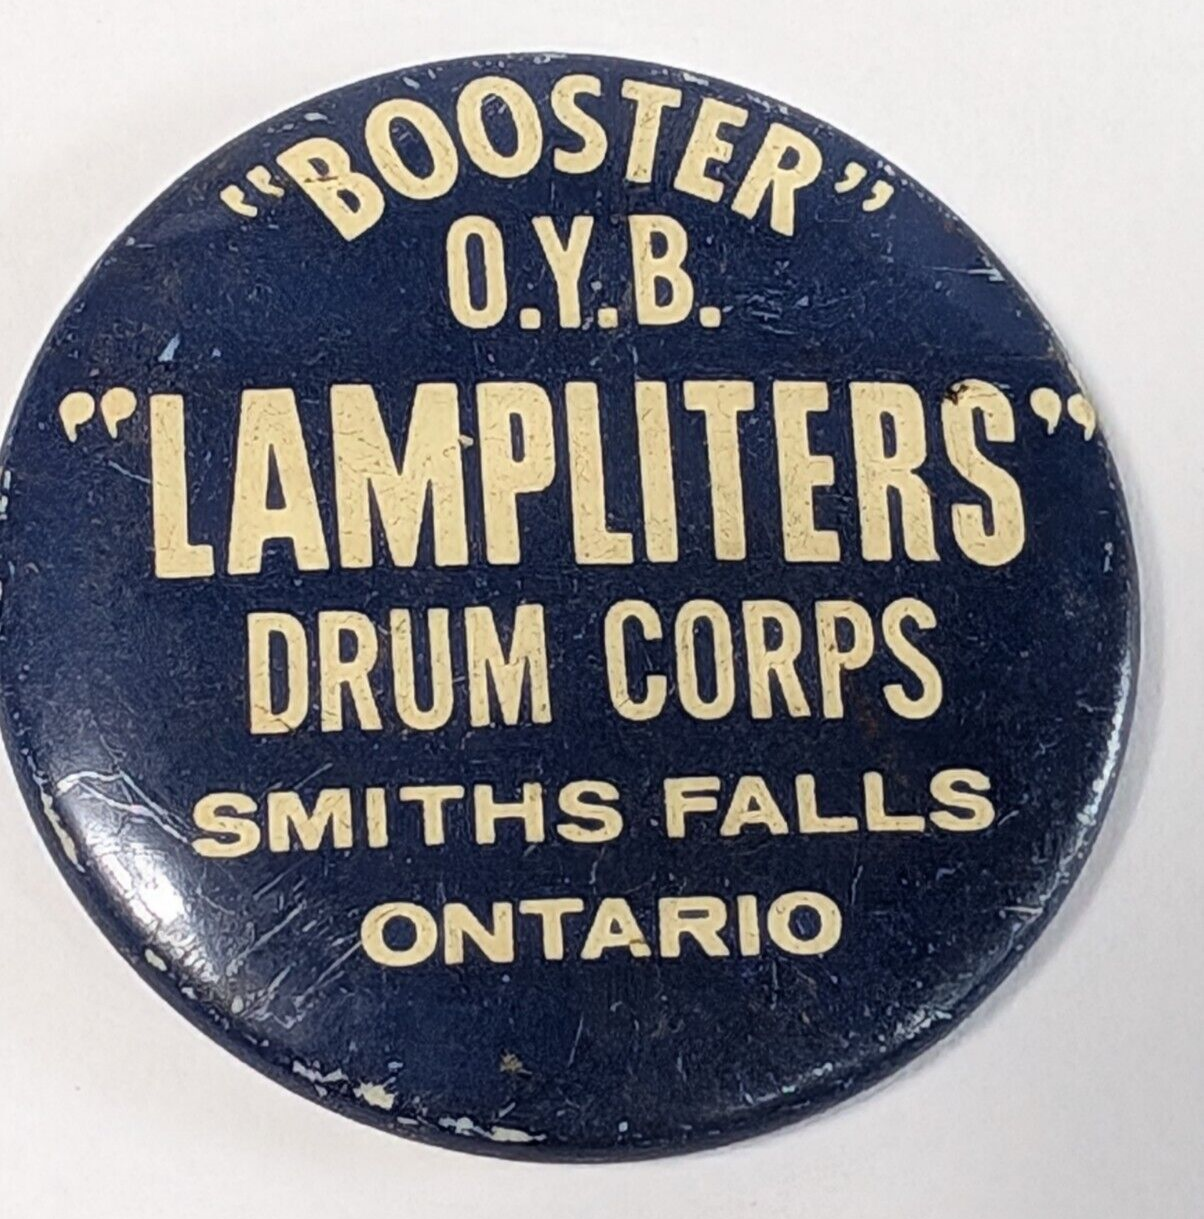 “BOOSTER”
O.Y.B.
”LAMPLITERS”
DRUM CORPS
SMITHS FALLS
ONTARIO